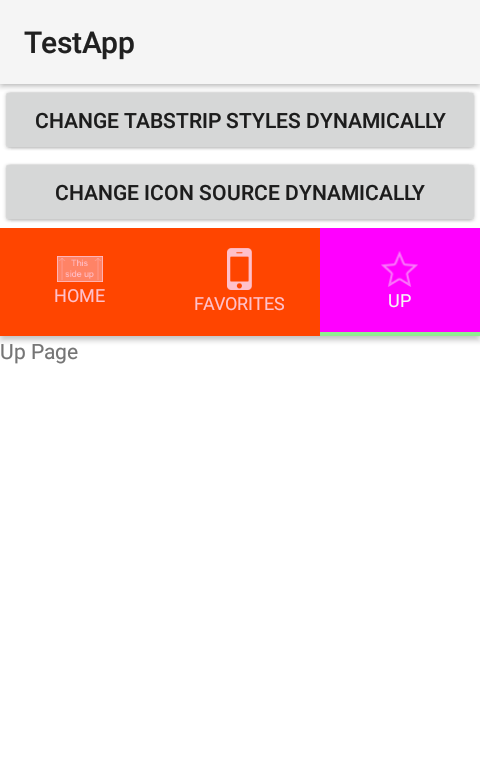 TestApp
CHANGE TABSTRIP STYLES DYNAMICALLY
CHANGE ICON SOURCE DYNAMICALLY
This
side up
HOME
FAVORITES
UP
Up Page